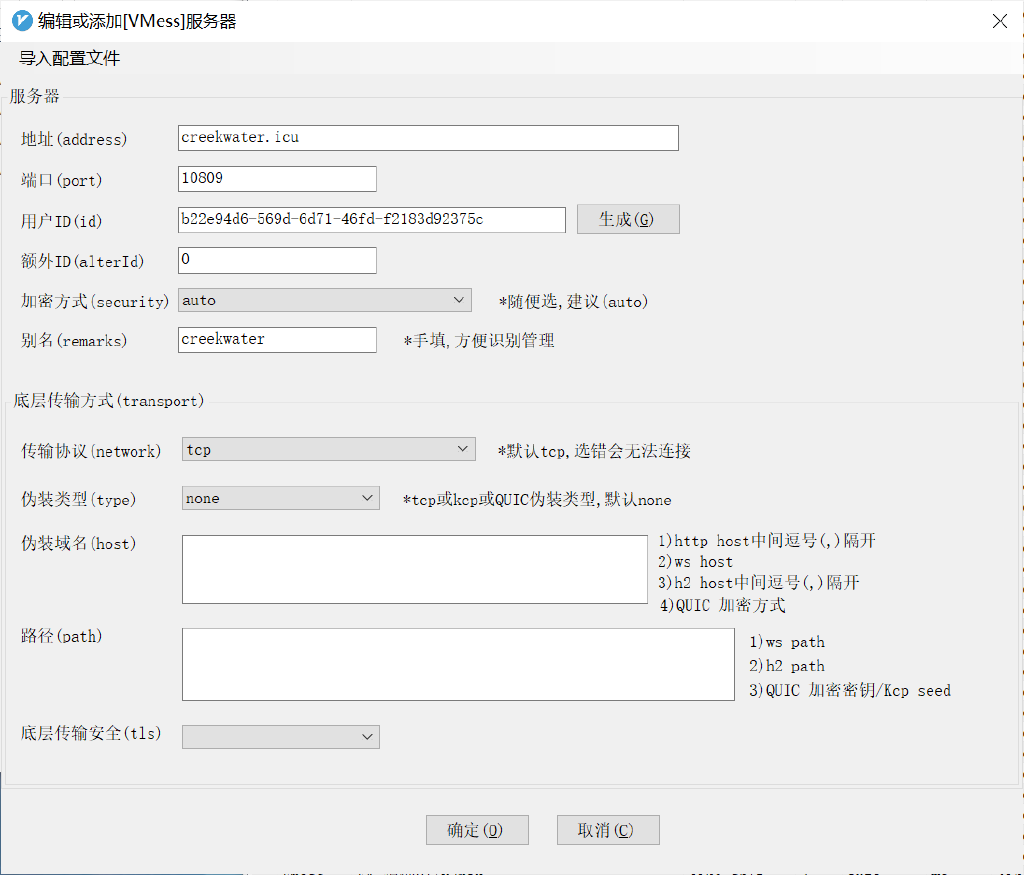 编辑或添加[VMess]服务器
导入配置文件
服务器
地址(address) creekwater.icu
端口(port) 10809
用户ID(id) b22e94d6-569d-6d71-46fd-f2183d92375c 生成(G)
额外ID(alterId) 0
加密方式(security) auto *随便选,建议(auto)
别名(remarks) creekwater *手填,方便识别管理
底层传输方式(transport)
传输协议(network) tcp *默认tcp,选错会无法连接
伪装类型(type) none *tcp或kcp或QUIC伪装类型,默认none
伪装域名(host) 1)http host中间逗号(,)隔开
2)ws host
3)h2 host中间逗号(,)隔开
4)QUIC 加密方式
路径(path) 1)ws path
2)h2 path
3)QUIC 加密密钥/Kcp seed
底层传输安全(tls)
确定(O) 取消(C)